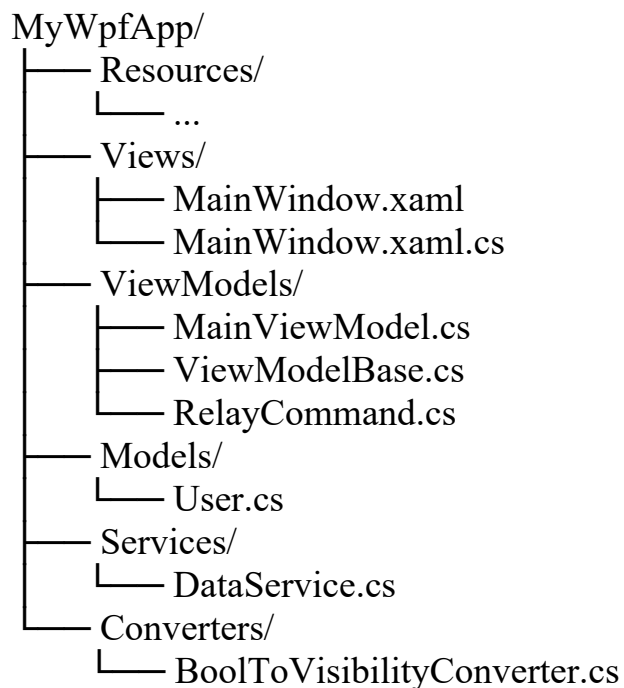 MyWpfApp/
Resources/
...
Views/
MainWindow.xaml
MainWindow.xaml.cs
ViewModels/
MainViewModel.cs
ViewModelBase.cs
RelayCommand.cs
Models/
User.cs
Services/
DataService.cs
Converters/
BoolToVisibilityConverter.cs